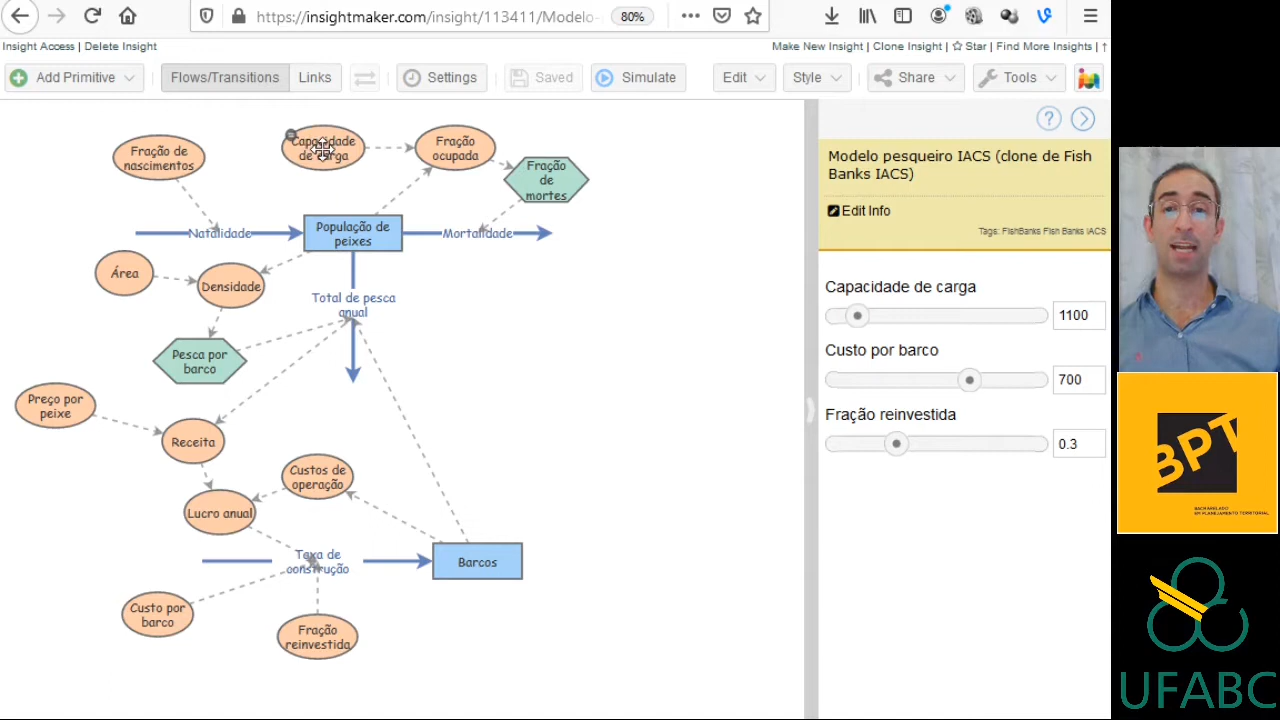 https://insightmaker.com/insight/113411/Modelo-
80%
Insight Access | Delete Insight
Make New Insight | Clone Insight | Star | Find More Insights | ↑
Add Primitive
Flows/Transitions
Links
Settings
Saved
Simulate
Edit
Style
Share
Tools
Fração de
nascimentos
Capacidade
de carga
Fração
ocupada
Fração
de
mortes
Natalidade
População de
peixes
Mortalidade
Área
Densidade
Total de pesca
anual
Pesca por
barco
Preço por
peixe
Receita
Custos de
operação
Lucro anual
Taxa de
construção
Barcos
Custo por
barco
Fração
reinvestida
Modelo pesqueiro IACS (clone de Fish
Banks IACS)
Edit Info
Tags: FishBanks Fish Banks IACS
Capacidade de carga
1100
Custo por barco
700
Fração reinvestida
0.3
BPT
BACHARELADO
EM PLANEJAMENTO TERRITORIAL
UFABC